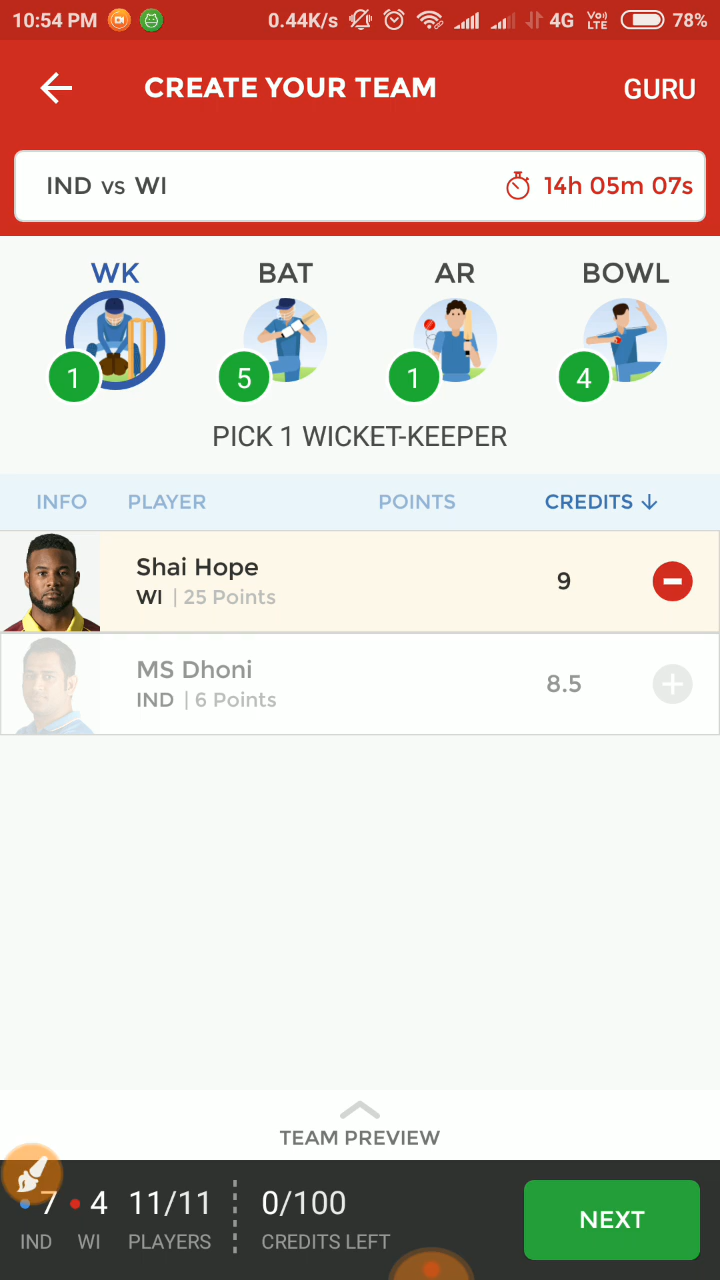 10:54 PM 0.44K/s 4G VoLTE 78%
CREATE YOUR TEAM GURU
IND vs WI 14h 05m 07s
WK BAT AR BOWL
1 5 1 4
PICK 1 WICKET-KEEPER
INFO PLAYER POINTS CREDITS ↓
Shai Hope 9
WI | 25 Points
MS Dhoni 8.5
IND | 6 Points
TEAM PREVIEW
7 4 11/11 0/100 NEXT
IND WI PLAYERS CREDITS LEFT